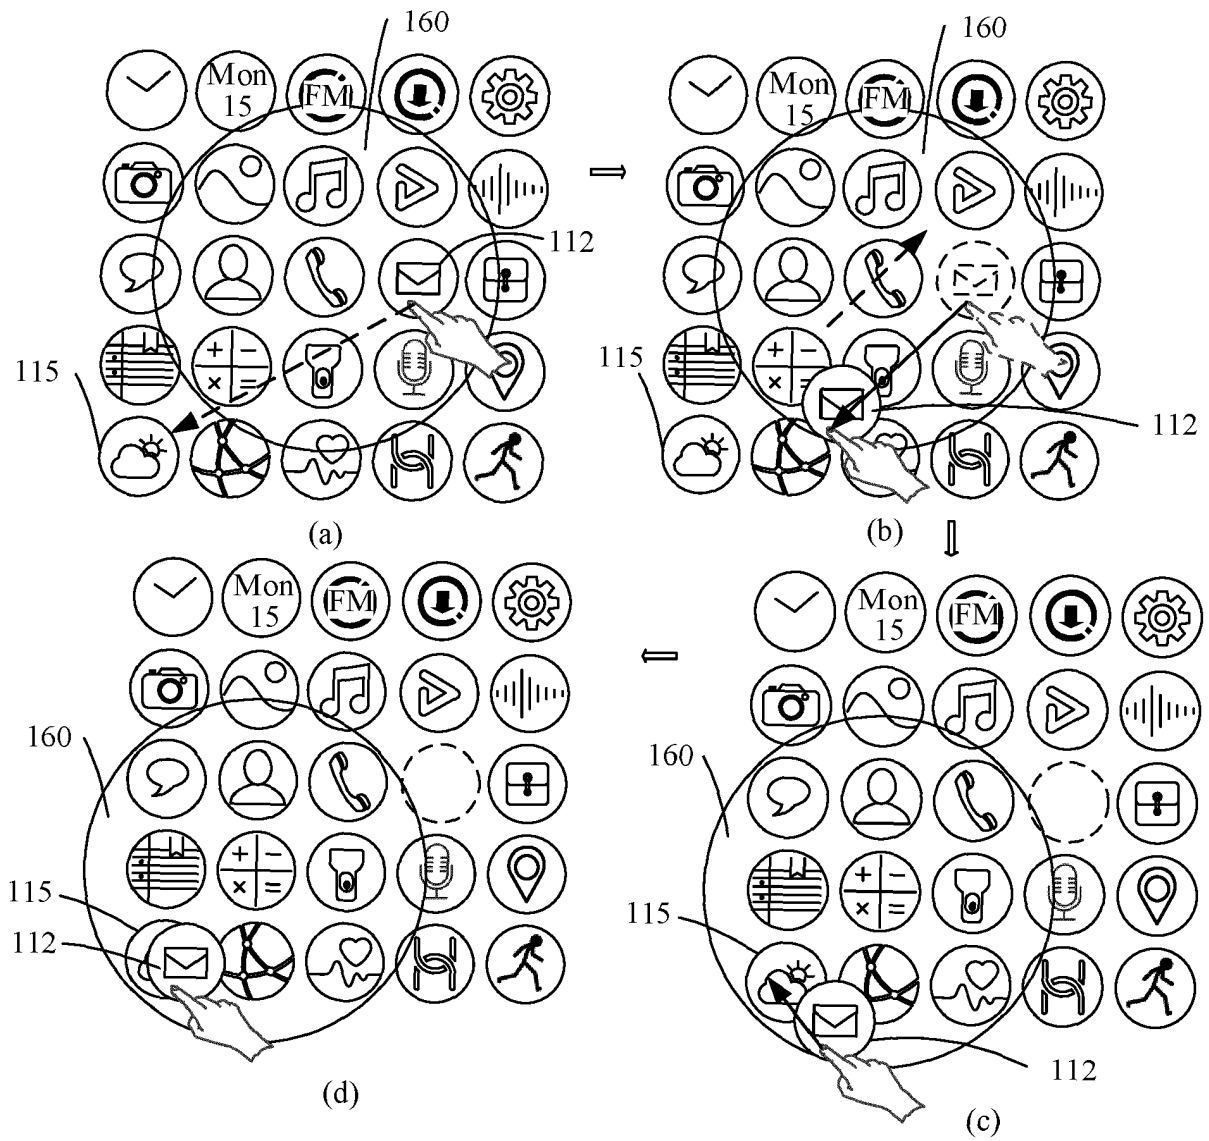 160
160
Mon
15
FM
Mon
15
FM
112
115
115
+ −
× =
+ −
× =
112
(a)
(b)
Mon
15
FM
Mon
15
FM
160
160
115
+ −
× =
115
+ −
× =
112
112
(d)
(c)